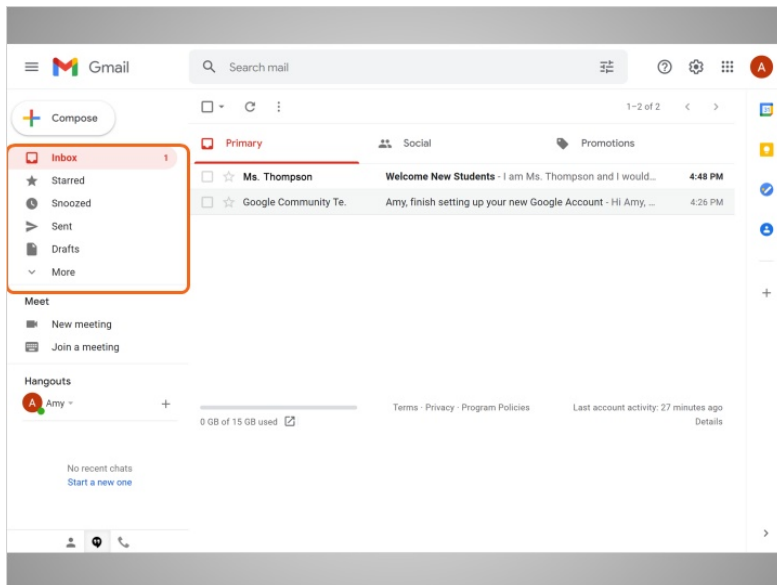 Gmail
Search mail
A
Compose
1–2 of 2
Inbox 1
Starred
Snoozed
Sent
Drafts
More
Primary
Social
Promotions
Ms. Thompson Welcome New Students - I am Ms. Thompson and I would... 4:48 PM
Google Community Te. Amy, finish setting up your new Google Account - Hi Amy, ... 4:26 PM
Meet
New meeting
Join a meeting
Hangouts
A Amy
No recent chats
Start a new one
0 GB of 15 GB used
Terms · Privacy · Program Policies
Last account activity: 27 minutes ago
Details